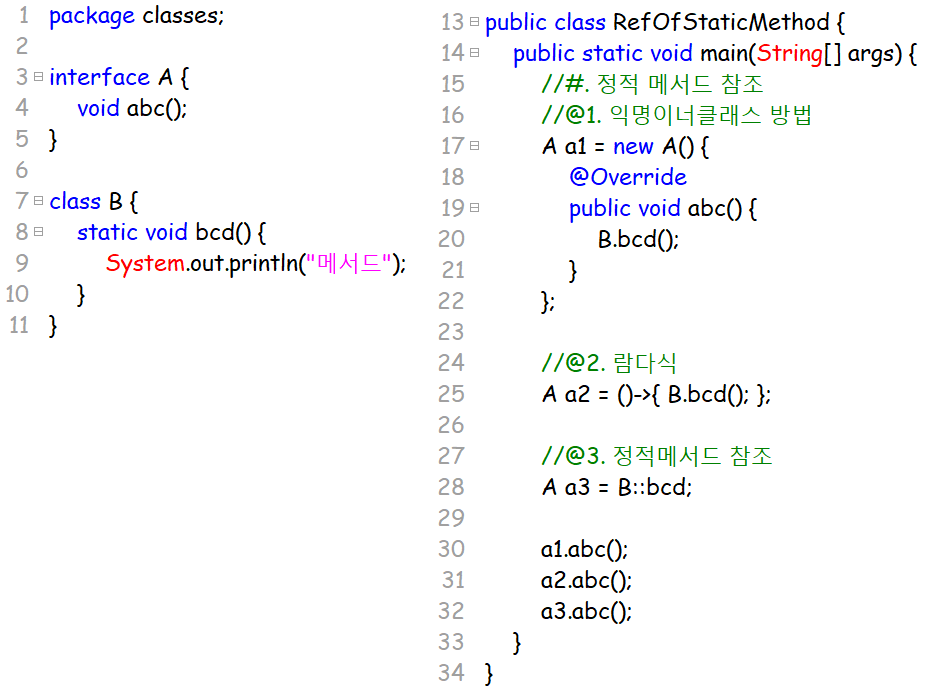 1 package classes;
2
3 interface A {
4 void abc();
5 }
6
7 class B {
8 static void bcd() {
9 System.out.println("메서드");
10 }
11 }
13 public class RefOfStaticMethod {
14 public static void main(String[] args) {
15 //#. 정적 메서드 참조
16 //@1. 익명이너클래스 방법
17 A a1 = new A() {
18 @Override
19 public void abc() {
20 B.bcd();
21 }
22 };
23
24 //@2. 람다식
25 A a2 = ()->{ B.bcd(); };
26
27 //@3. 정적메서드 참조
28 A a3 = B::bcd;
29
30 a1.abc();
31 a2.abc();
32 a3.abc();
33 }
34 }